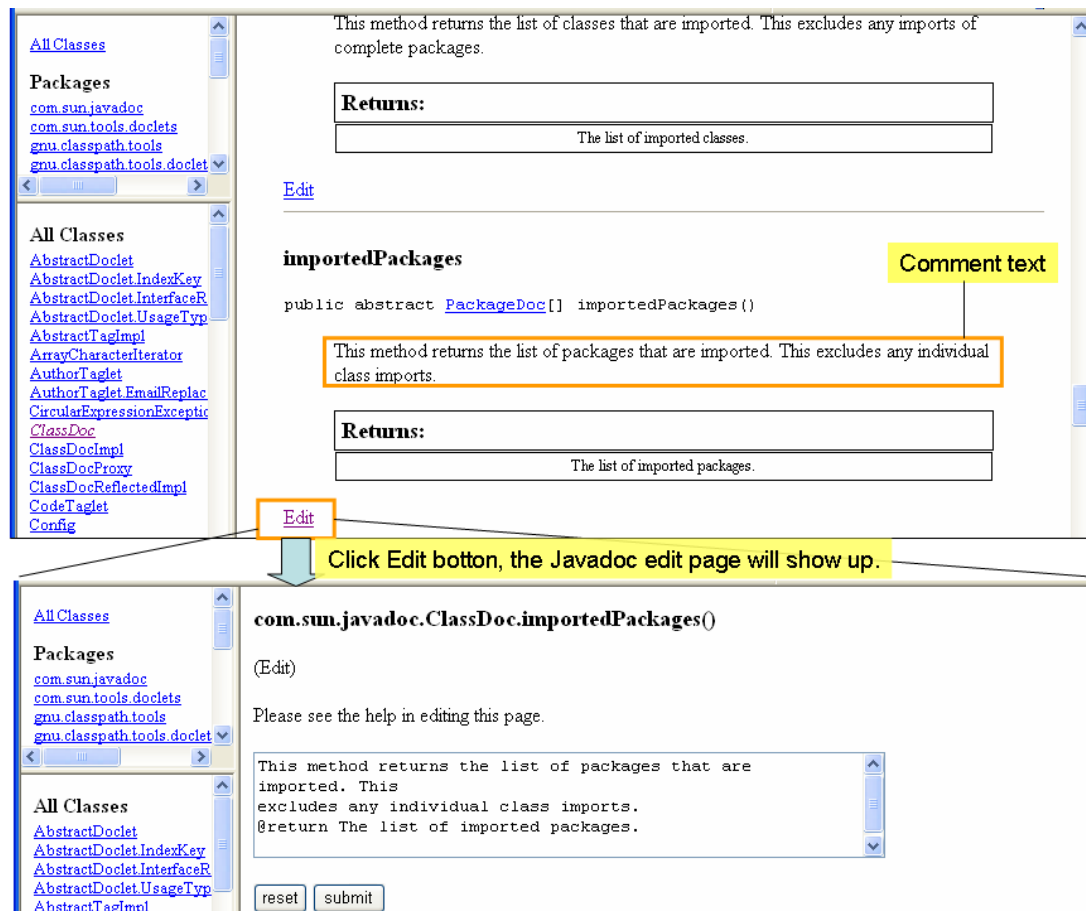 All Classes
Packages
com.sun.javadoc
com.sun.tools.doclets
gnu.classpath.tools
gnu.classpath.tools.doclet
All Classes
AbstractDoclet
AbstractDoclet.IndexKey
AbstractDoclet.InterfaceR
AbstractDoclet.UsageTyp
AbstractTagImpl
ArrayCharacterIterator
AuthorTaglet
AuthorTaglet.EmailReplac
CircularExpressionExceptio
ClassDoc
ClassDocImpl
ClassDocProxy
ClassDocReflectedImpl
CodeTaglet
Config
This method returns the list of classes that are imported. This excludes any imports of
complete packages.
Returns:
The list of imported classes.
Edit
importedPackages
Comment text
public abstract PackageDoc[] importedPackages()
This method returns the list of packages that are imported. This excludes any individual
class imports.
Returns:
The list of imported packages.
Edit
Click Edit botton, the Javadoc edit page will show up.
All Classes
Packages
com.sun.javadoc
com.sun.tools.doclets
gnu.classpath.tools
gnu.classpath.tools.doclet
All Classes
AbstractDoclet
AbstractDoclet.IndexKey
AbstractDoclet.InterfaceR
AbstractDoclet.UsageTyp
AbstractTagImpl
com.sun.javadoc.ClassDoc.importedPackages()
(Edit)
Please see the help in editing this page.
This method returns the list of packages that are
imported. This
excludes any individual class imports.
@return The list of imported packages.
reset submit